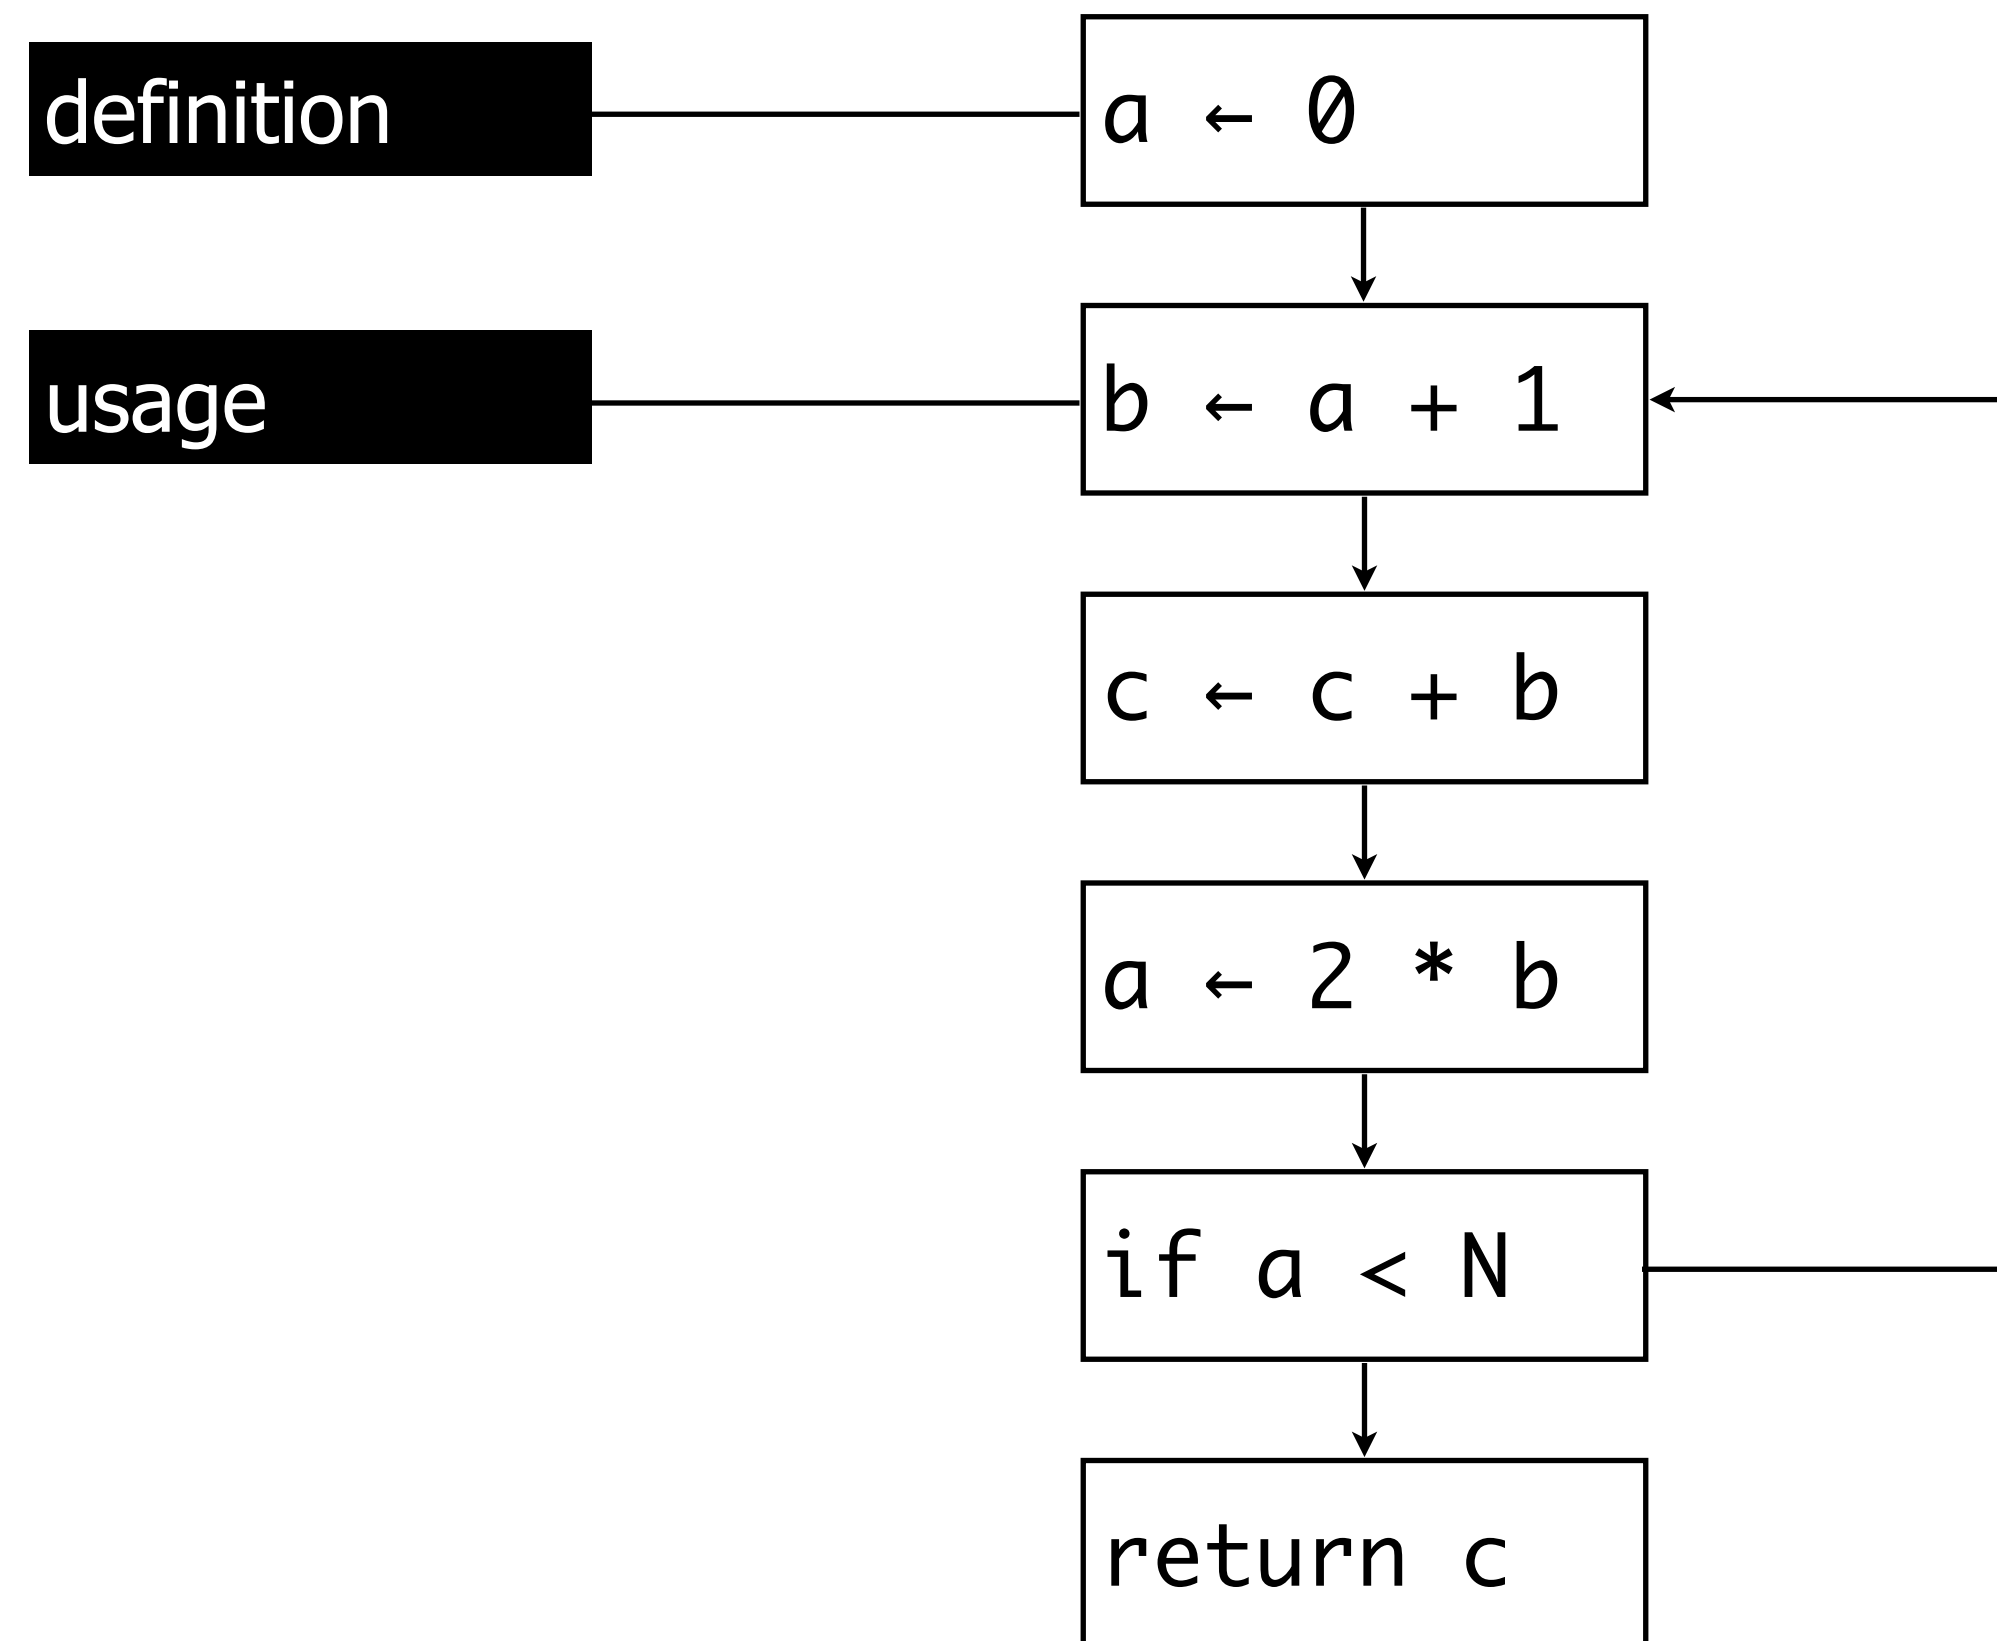 definition
a ← 0
usage
b ← a + 1
c ← c + b
a ← 2 * b
if a < N
return c